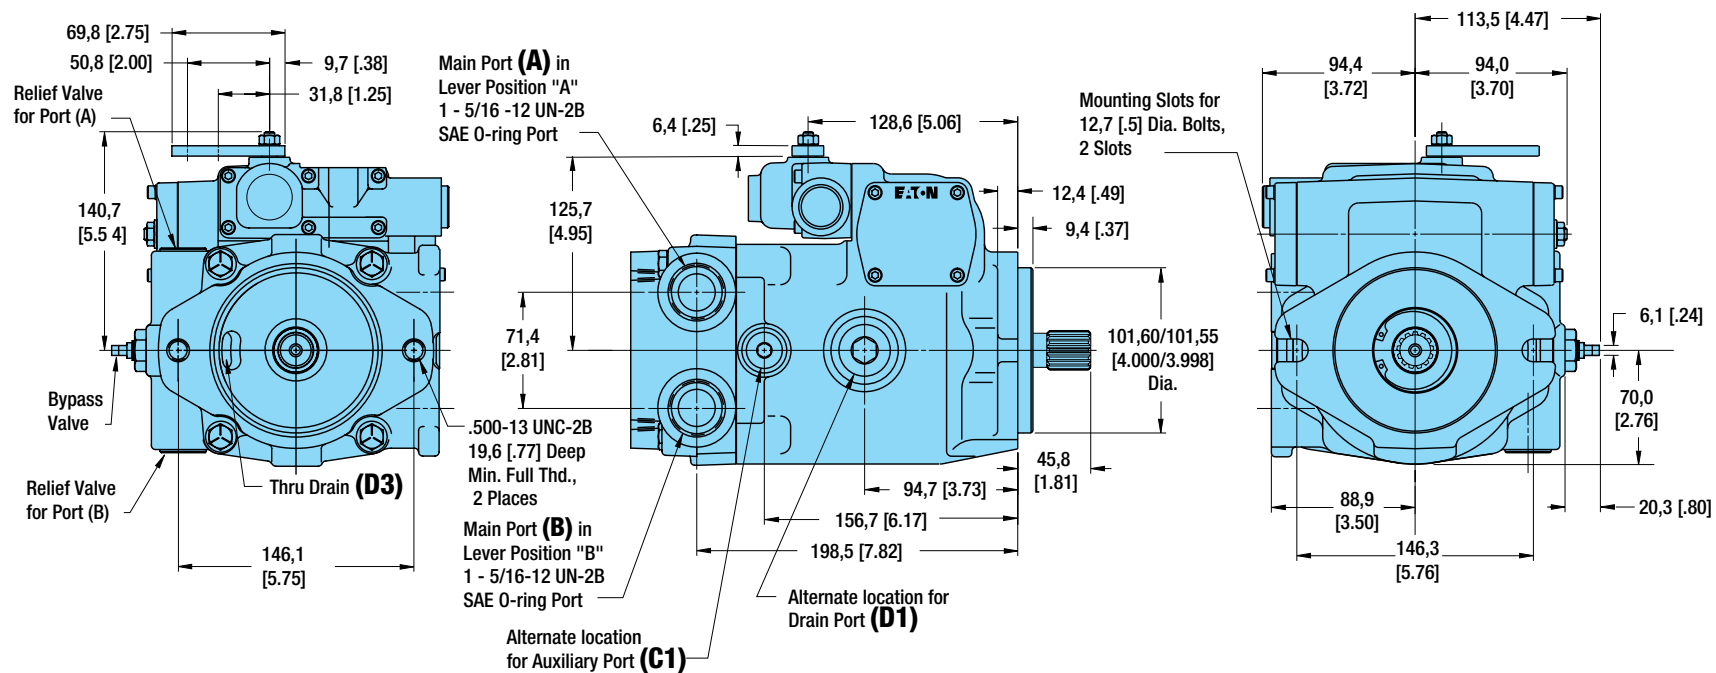 69,8 [2.75]
50,8 [2.00]
9,7 [.38]
31,8 [1.25]
Relief Valve
for Port (A)
140,7
[5.5 4]
Bypass
Valve
Relief Valve
for Port (B)
Thru Drain (D3)
146,1
[5.75]
.500-13 UNC-2B
19,6 [.77] Deep
Min. Full Thd.,
2 Places
Main Port (A) in
Lever Position "A"
1 - 5/16 -12 UN-2B
SAE O-ring Port
6,4 [.25]
128,6 [5.06]
125,7
[4.95]
EATON
12,4 [.49]
9,4 [.37]
71,4
[2.81]
101,60/101,55
[4.000/3.998]
Dia.
45,8
[1.81]
94,7 [3.73]
156,7 [6.17]
198,5 [7.82]
Main Port (B) in
Lever Position "B"
1 - 5/16-12 UN-2B
SAE O-ring Port
Alternate location for
Drain Port (D1)
Alternate location
for Auxiliary Port (C1)
113,5 [4.47]
94,4
[3.72]
94,0
[3.70]
Mounting Slots for
12,7 [.5] Dia. Bolts,
2 Slots
6,1 [.24]
70,0
[2.76]
88,9
[3.50]
20,3 [.80]
146,3
[5.76]